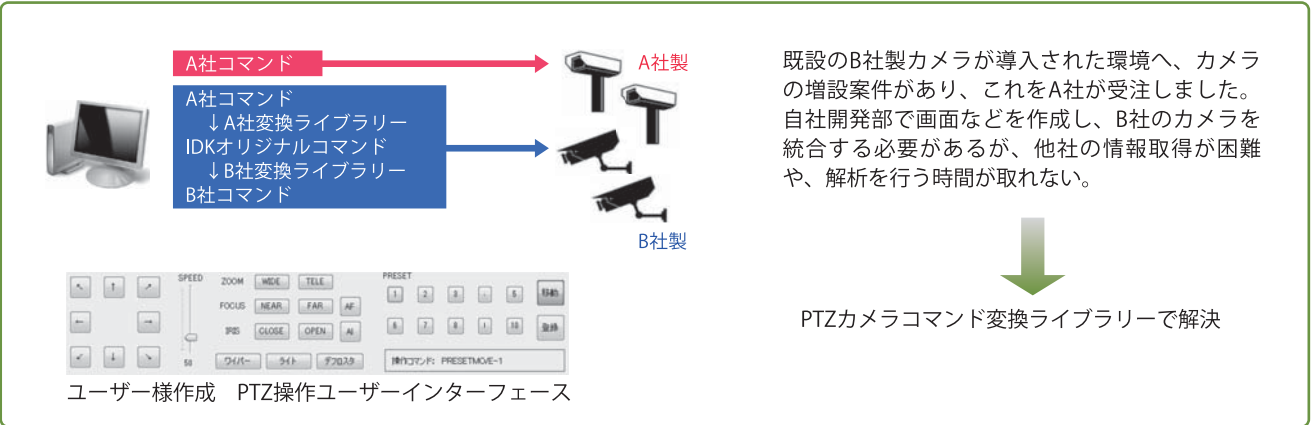 A社コマンド
A社製
A社コマンド
↓A社変換ライブラリー
IDKオリジナルコマンド
↓B社変換ライブラリー
B社コマンド
B社製
既設のB社製カメラが導入された環境へ、カメラ
の増設案件があり、これをA社が受注しました。
自社開発部で画面などを作成し、B社のカメラを
統合する必要があるが、他社の情報取得が困難
や、解析を行う時間が取れない。
PTZカメラコマンド変換ライブラリーで解決
↖ ↑ ↗
← →
↙ ↓ ↘
SPEED
50
ZOOM WIDE TELE
FOCUS NEAR FAR AF
IRIS CLOSE OPEN AI
ワイパー ライト デフロスタ
PRESET
1 2 3 5 移動
6 7 8 10 登録
操作コマンド: PRESETMOVE-1
ユーザー様作成 PTZ操作ユーザーインターフェース